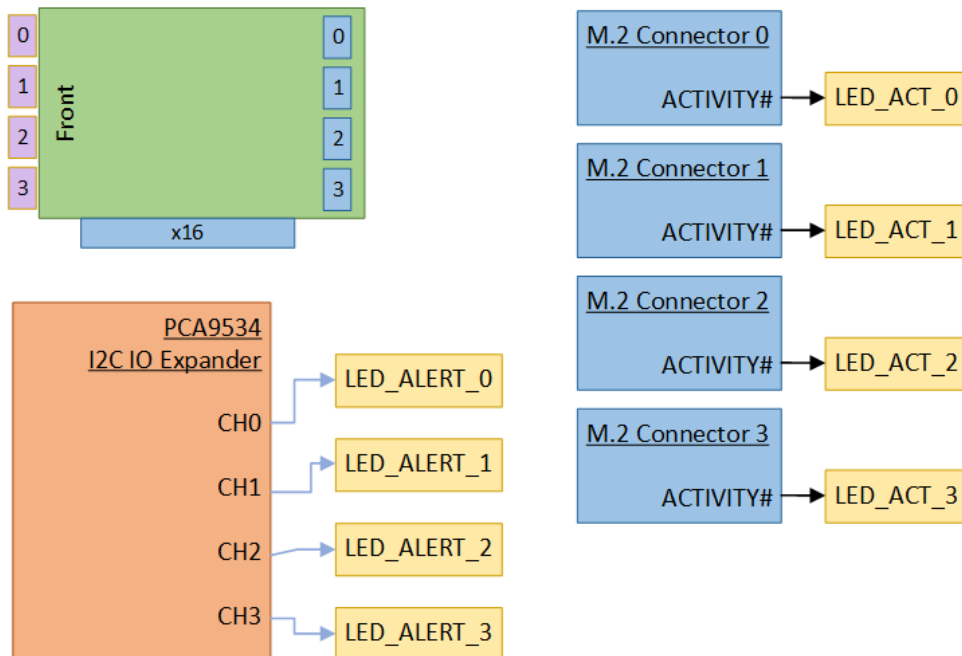 0
1
2
3
Front
0
1
2
3
x16
PCA9534
I2C IO Expander
CH0
CH1
CH2
CH3
LED_ALERT_0
LED_ALERT_1
LED_ALERT_2
LED_ALERT_3
M.2 Connector 0
ACTIVITY#
LED_ACT_0
M.2 Connector 1
ACTIVITY#
LED_ACT_1
M.2 Connector 2
ACTIVITY#
LED_ACT_2
M.2 Connector 3
ACTIVITY#
LED_ACT_3